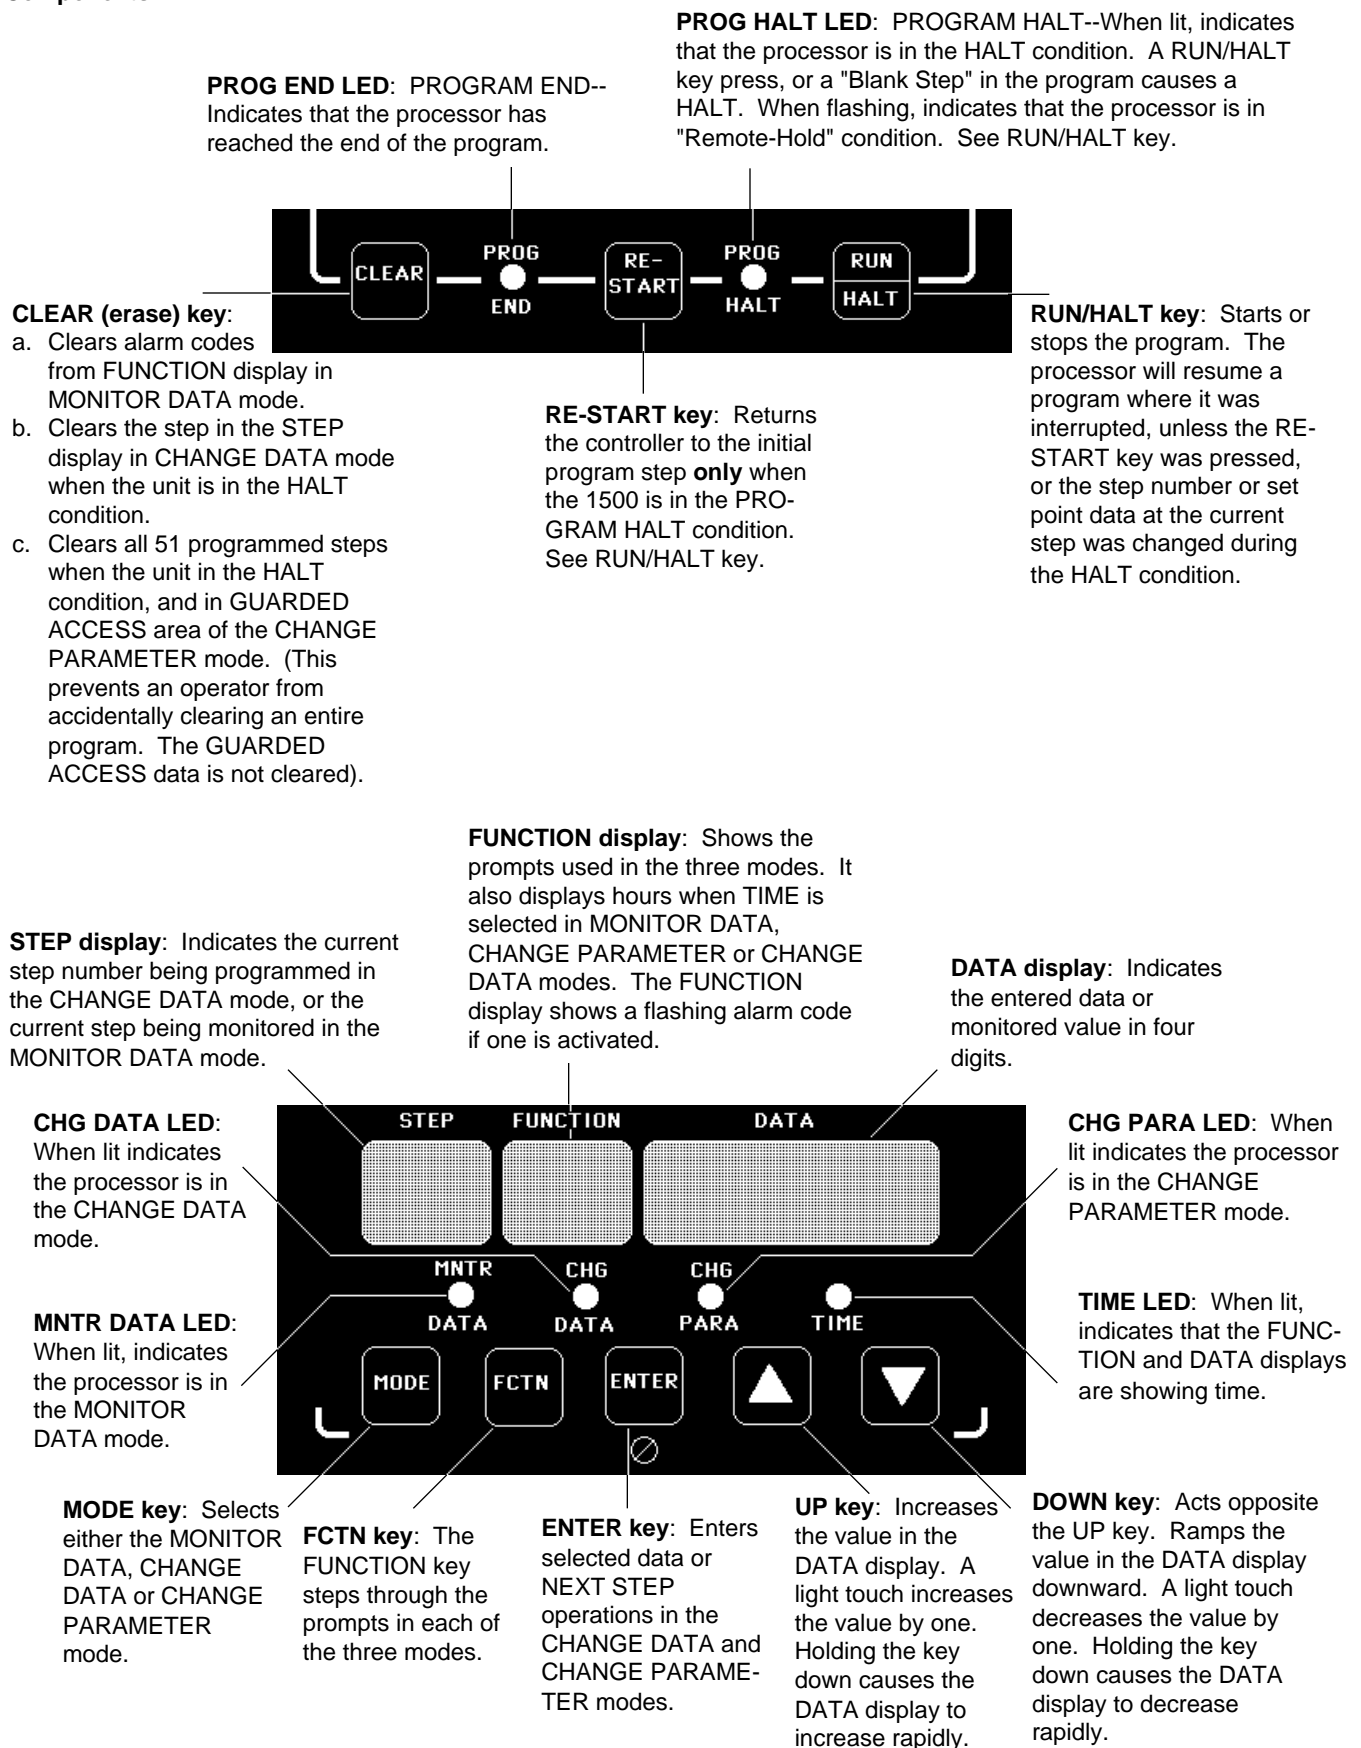 PROG HALT LED:  PROGRAM HALT--When lit, indicates
that the processor is in the HALT condition.  A RUN/HALT
key press, or a "Blank Step" in the program causes a
HALT.  When flashing, indicates that the processor is in
"Remote-Hold" condition.  See RUN/HALT key.
PROG END LED:  PROGRAM END--
Indicates that the processor has
reached the end of the program.
CLEAR
PROG
END
RE-
START
PROG
HALT
RUN
HALT
CLEAR (erase) key:
a.  Clears alarm codes
from FUNCTION display in
MONITOR DATA mode.
b.  Clears the step in the STEP
display in CHANGE DATA mode
when the unit is in the HALT
condition.
c.  Clears all 51 programmed steps
when the unit in the HALT
condition, and in GUARDED
ACCESS area of the CHANGE
PARAMETER mode.  (This
prevents an operator from
accidentally clearing an entire
program.  The GUARDED
ACCESS data is not cleared).
RE-START key:  Returns
the controller to the initial
program step only when
the 1500 is in the PRO-
GRAM HALT condition.
See RUN/HALT key.
RUN/HALT key:  Starts or
stops the program.  The
processor will resume a
program where it was
interrupted, unless the RE-
START key was pressed,
or the step number or set
point data at the current
step was changed during
the HALT condition.
FUNCTION display:  Shows the
prompts used in the three modes.  It
also displays hours when TIME is
selected in MONITOR DATA,
CHANGE PARAMETER or CHANGE
DATA modes.  The FUNCTION
display shows a flashing alarm code
if one is activated.
STEP display:  Indicates the current
step number being programmed in
the CHANGE DATA mode, or the
current step being monitored in the
MONITOR DATA mode.
DATA display:  Indicates
the entered data or
monitored value in four
digits.
CHG DATA LED:
When lit indicates
the processor is in
the CHANGE DATA
mode.
MNTR DATA LED:
When lit, indicates
the processor is in
the MONITOR
DATA mode.
STEP
FUNCTION
DATA
MNTR
DATA
CHG
DATA
CHG
PARA
TIME
MODE
FCTN
ENTER
CHG PARA LED:  When
lit indicates the processor
is in the CHANGE
PARAMETER mode.
TIME LED:  When lit,
indicates that the FUNC-
TION and DATA displays
are showing time.
MODE key:  Selects
either the MONITOR
DATA, CHANGE
DATA or CHANGE
PARAMETER
mode.
FCTN key:  The
FUNCTION key
steps through the
prompts in each of
the three modes.
ENTER key:  Enters
selected data or
NEXT STEP
operations in the
CHANGE DATA and
CHANGE PARAME-
TER modes.
UP key:  Increases
the value in the
DATA display.  A
light touch increases
the value by one.
Holding the key
down causes the
DATA display to
increase rapidly.
DOWN key:  Acts opposite
the UP key.  Ramps the
value in the DATA display
downward.  A light touch
decreases the value by
one.  Holding the key
down causes the DATA
display to decrease
rapidly.